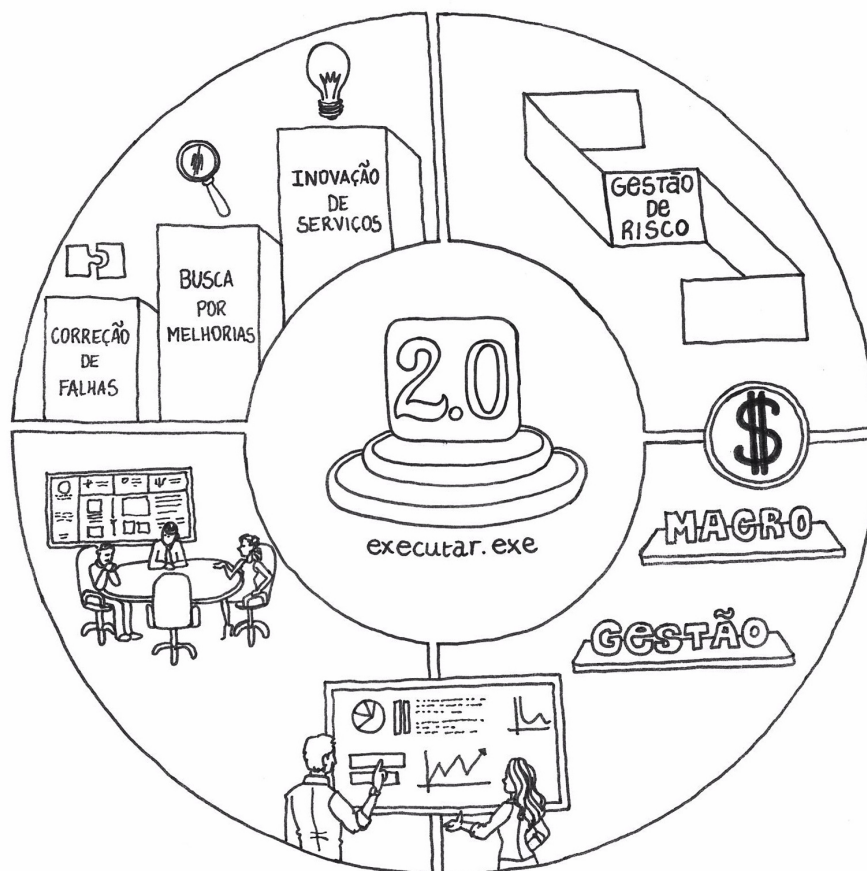 INOVAÇÃO
DE
SERVIÇOS
BUSCA
POR
MELHORIAS
CORREÇÃO
DE
FALHAS
GESTÃO
DE
RISCO
2.0
executar.exe
$
MACRO
GESTÃO